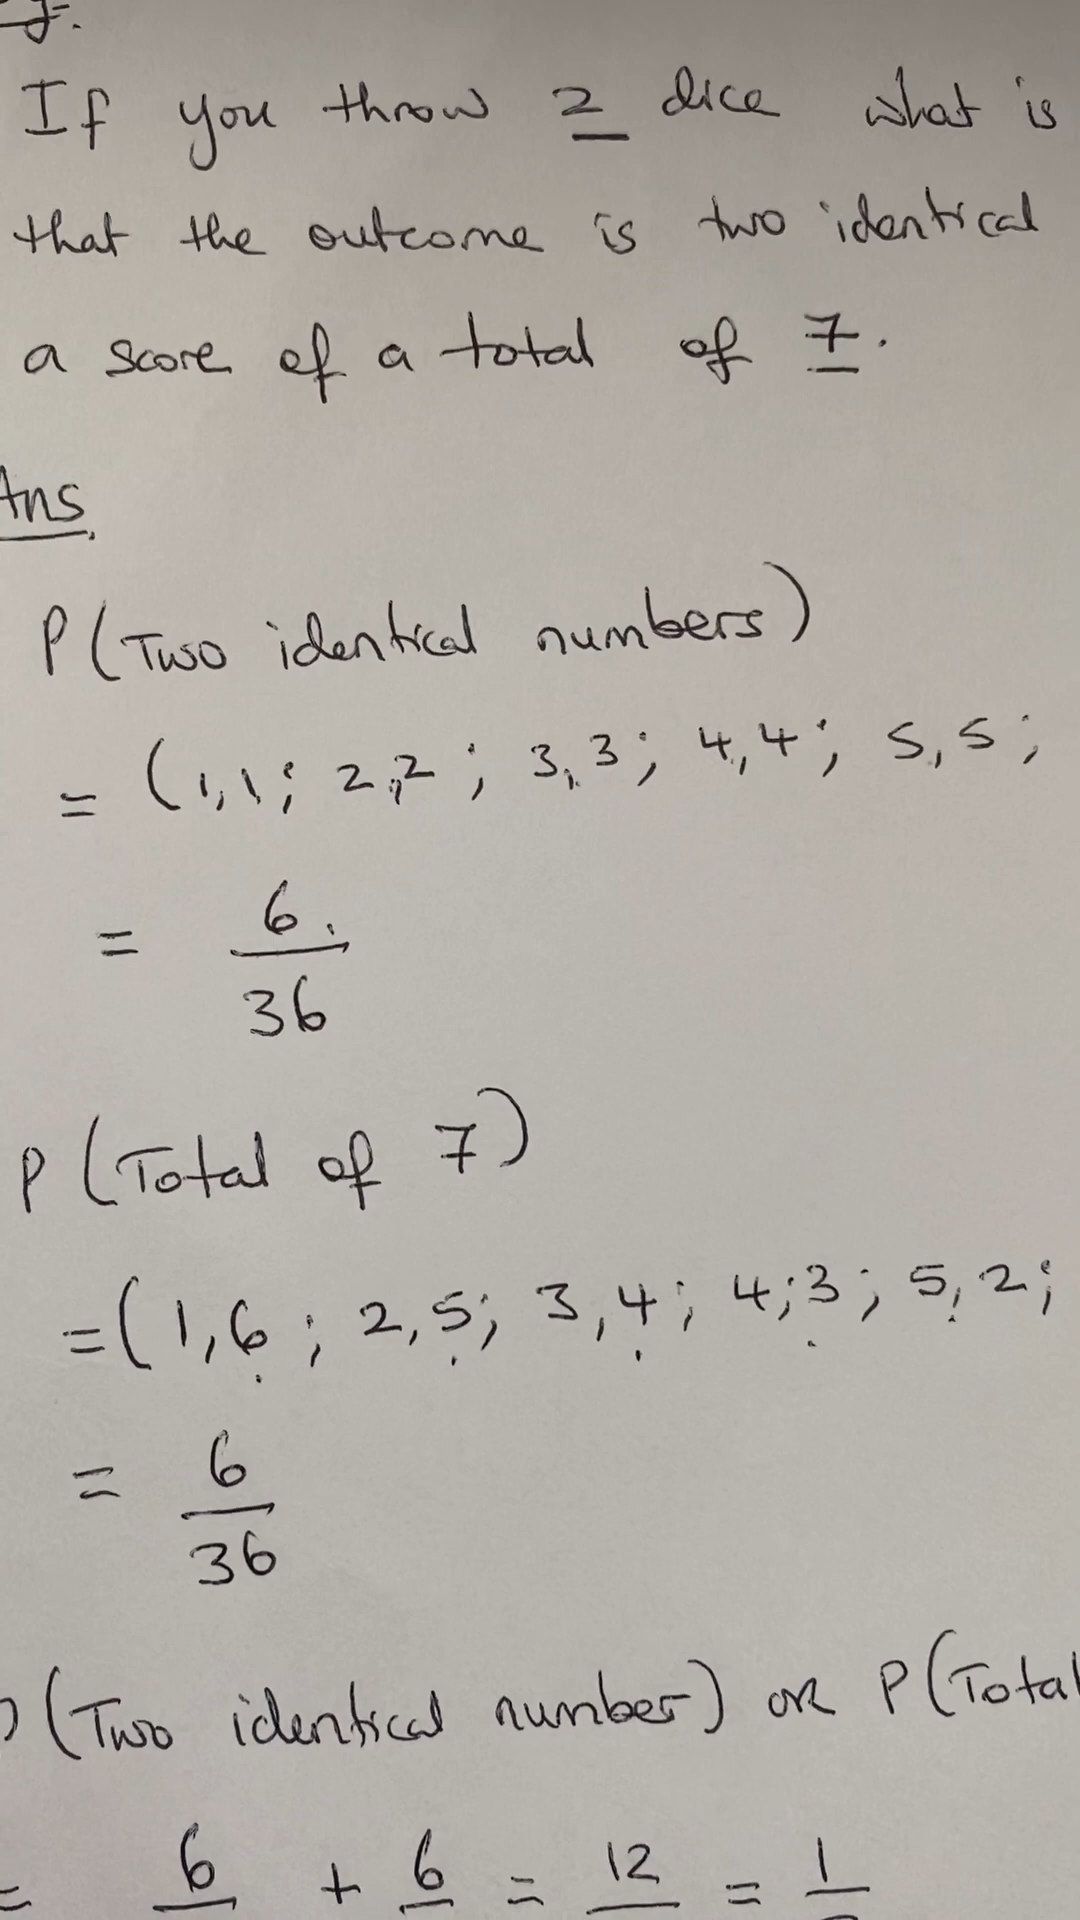 If you throw 2 dice what is
that the outcome is two identical
a score of a total of 7.
Ans.
P(Two identical numbers)
= (1,1; 2,2; 3,3; 4,4; 5,5;
= 6/36
P(Total of 7)
=(1,6; 2,5; 3,4; 4;3; 5,2;
= 6/36
(Two identical number) or P(Total
= 6 + 6 = 12 = 1